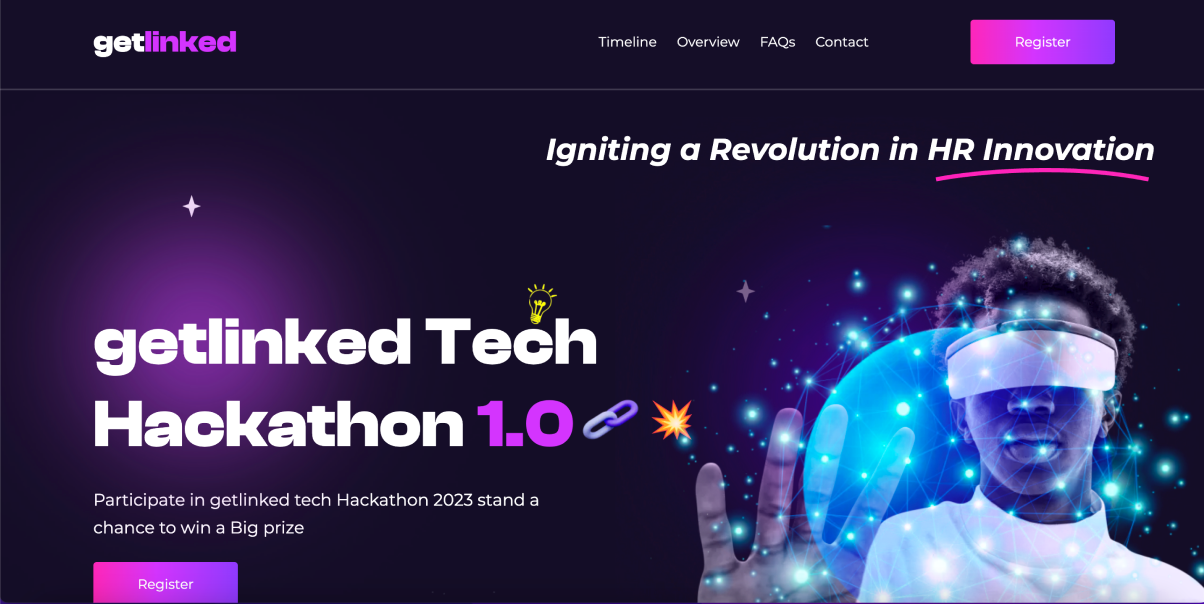 getlinked
Timeline Overview FAQs Contact
Register
Igniting a Revolution in HR Innovation
getlinked Tech
Hackathon 1.0
Participate in getlinked tech Hackathon 2023 stand a
chance to win a Big prize
Register